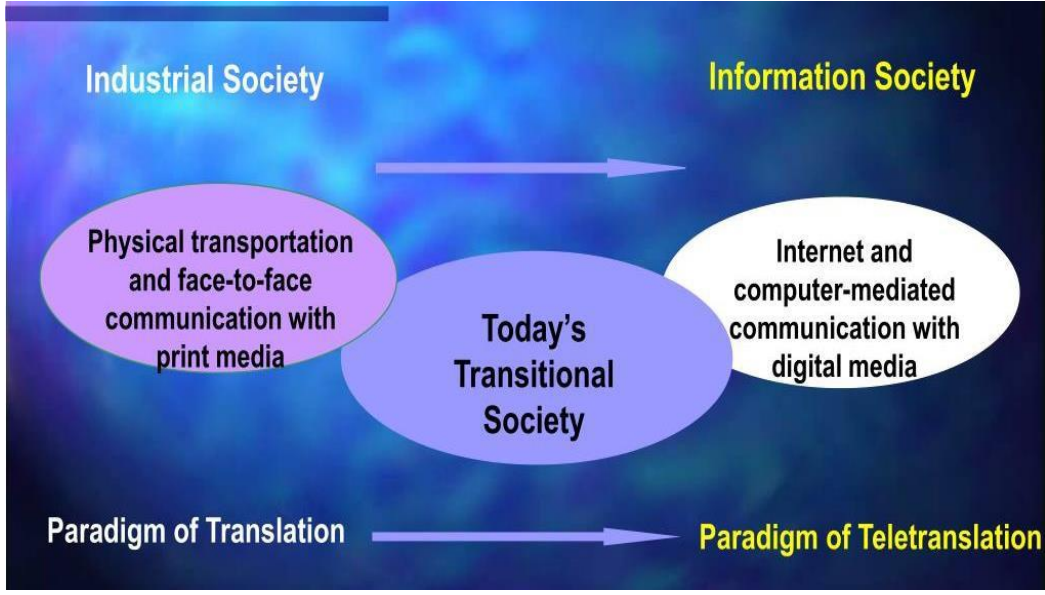 Industrial Society
Information Society
Physical transportation
and face-to-face
communication with
print media
Today's
Transitional
Society
Internet and
computer-mediated
communication with
digital media
Paradigm of Translation
Paradigm of Teletranslation